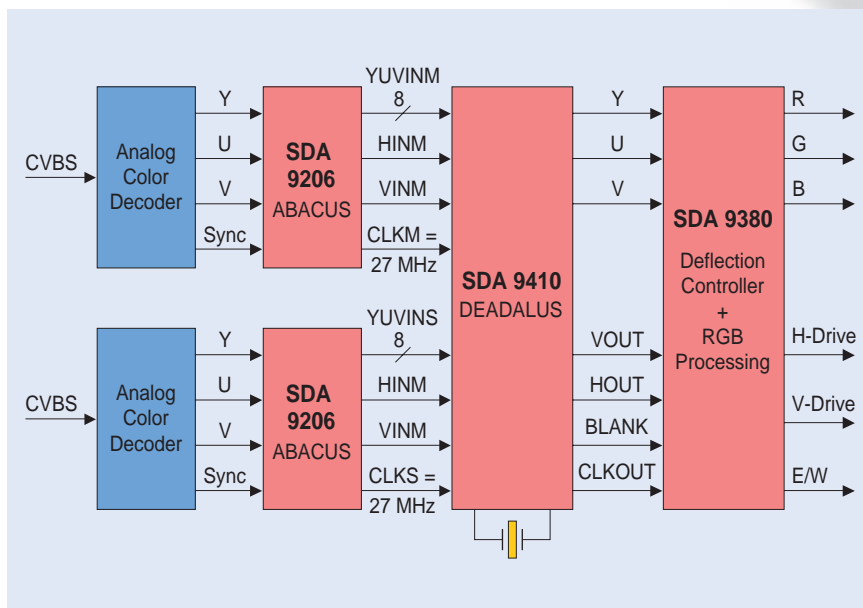 CVBS
Analog
Color
Decoder
Y
U
V
Sync
SDA
9206
ABACUS
YUVINM
8
HINM
VINM
CLKM =
27 MHz
CVBS
Analog
Color
Decoder
Y
U
V
Sync
SDA
9206
ABACUS
YUVINS
8
HINM
VINM
CLKS =
27 MHz
SDA 9410
DEADALUS
Y
U
V
VOUT
HOUT
BLANK
CLKOUT
SDA 9380
Deflection
Controller
+
RGB
Processing
R
G
B
H-Drive
V-Drive
E/W